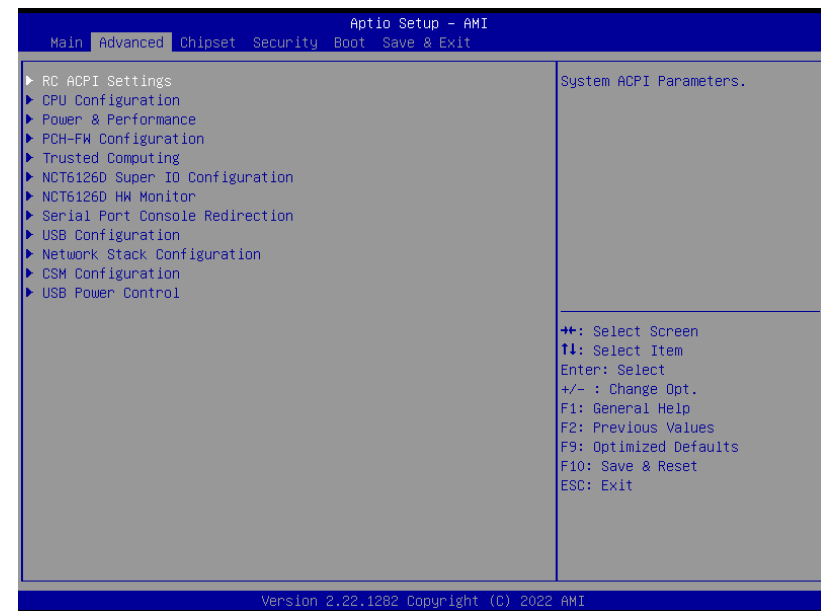 Aptio Setup – AMI
Main Advanced Chipset Security Boot Save & Exit
RC ACPI Settings
CPU Configuration
Power & Performance
PCH-FW Configuration
Trusted Computing
NCT6126D Super IO Configuration
NCT6126D HW Monitor
Serial Port Console Redirection
USB Configuration
Network Stack Configuration
CSM Configuration
USB Power Control
System ACPI Parameters.
→←: Select Screen
↑↓: Select Item
Enter: Select
+/- : Change Opt.
F1: General Help
F2: Previous Values
F9: Optimized Defaults
F10: Save & Reset
ESC: Exit
Version 2.22.1282 Copyright (C) 2022 AMI